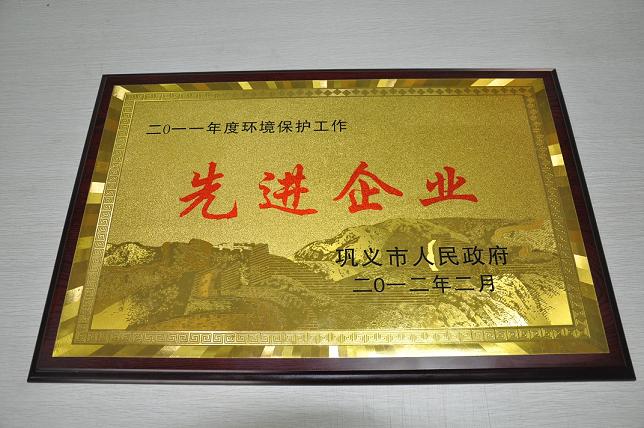 二0一一年度环境保护工作
先进企业
巩义市人民政府
二0一二年二月